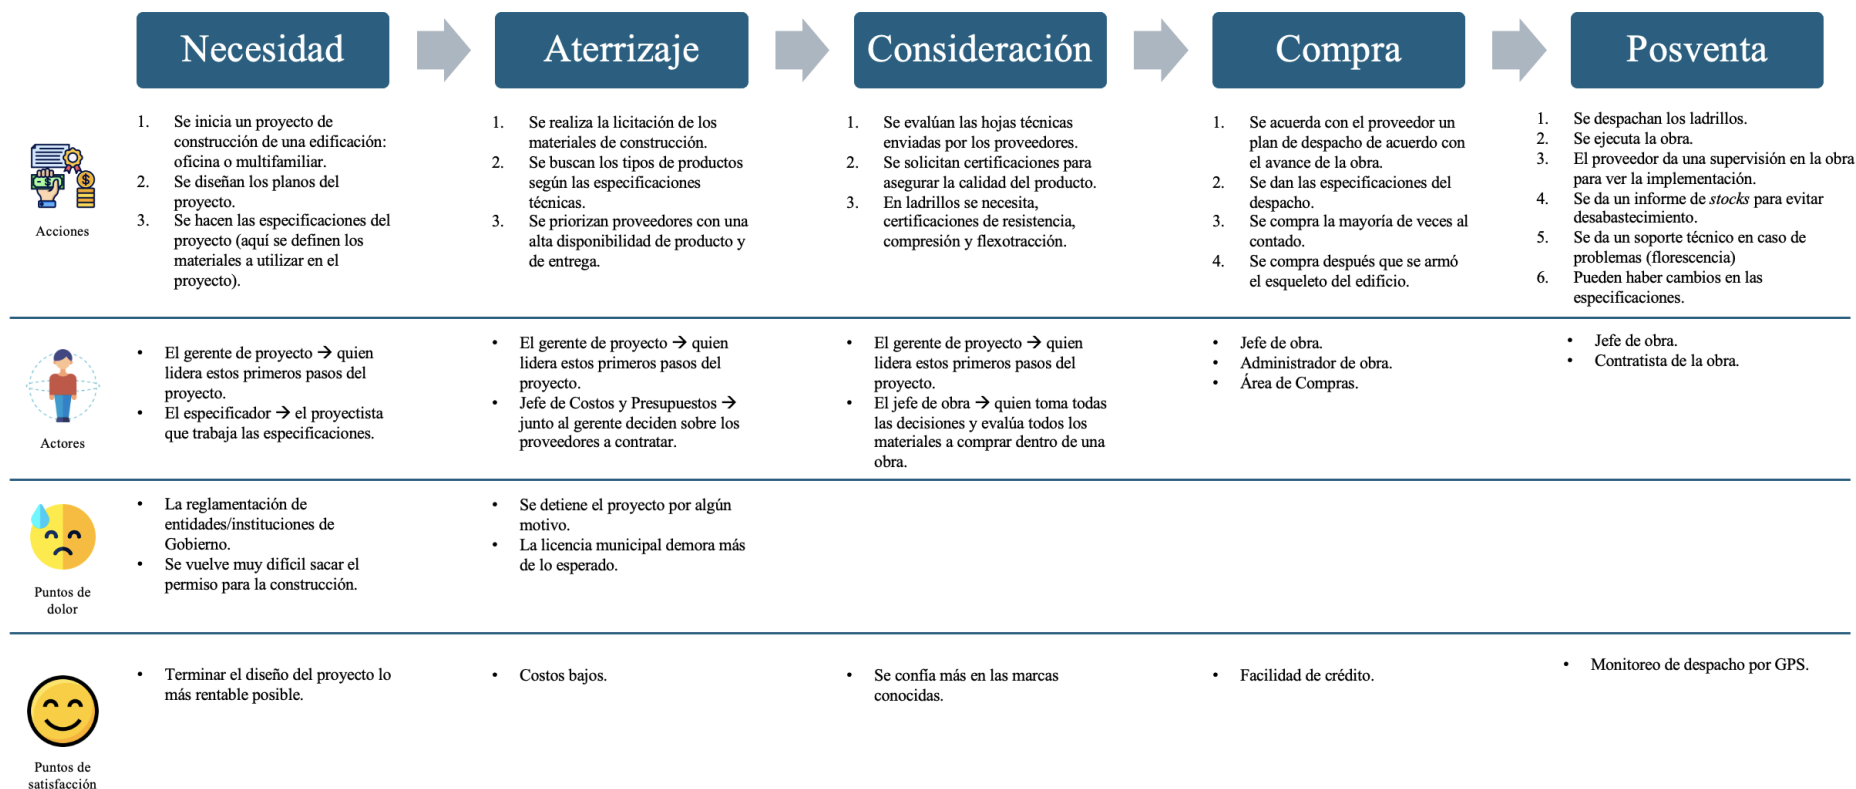 Necesidad
Aterrizaje
Consideración
Compra
Posventa
Acciones
1. Se inicia un proyecto de
construcción de una edificación:
oficina o multifamiliar.
2. Se diseñan los planos del
proyecto.
3. Se hacen las especificaciones del
proyecto (aquí se definen los
materiales a utilizar en el
proyecto).
1. Se realiza la licitación de los
materiales de construcción.
2. Se buscan los tipos de productos
según las especificaciones
técnicas.
3. Se priorizan proveedores con una
alta disponibilidad de producto y
de entrega.
1. Se evalúan las hojas técnicas
enviadas por los proveedores.
2. Se solicitan certificaciones para
asegurar la calidad del producto.
3. En ladrillos se necesita,
certificaciones de resistencia,
compresión y flexotracción.
1. Se acuerda con el proveedor un
plan de despacho de acuerdo con
el avance de la obra.
2. Se dan las especificaciones del
despacho.
3. Se compra la mayoría de veces al
contado.
4. Se compra después que se armó
el esqueleto del edificio.
1. Se despachan los ladrillos.
2. Se ejecuta la obra.
3. El proveedor da una supervisión en la obra
para ver la implementación.
4. Se da un informe de stocks para evitar
desabastecimiento.
5. Se da un soporte técnico en caso de
problemas (florescencia)
6. Pueden haber cambios en las
especificaciones.
Actores
• El gerente de proyecto → quien
lidera estos primeros pasos del
proyecto.
• El especificador → el proyectista
que trabaja las especificaciones.
• El gerente de proyecto → quien
lidera estos primeros pasos del
proyecto.
• Jefe de Costos y Presupuestos →
junto al gerente deciden sobre los
proveedores a contratar.
• El gerente de proyecto → quien
lidera estos primeros pasos del
proyecto.
• El jefe de obra → quien toma todas
las decisiones y evalúa todos los
materiales a comprar dentro de una
obra.
• Jefe de obra.
• Administrador de obra.
• Área de Compras.
• Jefe de obra.
• Contratista de la obra.
Puntos de
dolor
• La reglamentación de
entidades/instituciones de
Gobierno.
• Se vuelve muy difícil sacar el
permiso para la construcción.
• Se detiene el proyecto por algún
motivo.
• La licencia municipal demora más
de lo esperado.
Puntos de
satisfacción
• Terminar el diseño del proyecto lo
más rentable posible.
• Costos bajos.
• Se confía más en las marcas
conocidas.
• Facilidad de crédito.
• Monitoreo de despacho por GPS.